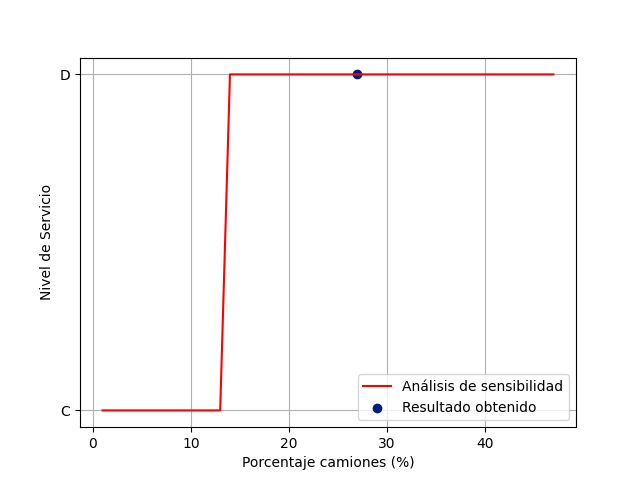 D
Nivel de Servicio
C
Análisis de sensibilidad
Resultado obtenido
0 10 20 30 40
Porcentaje camiones (%)